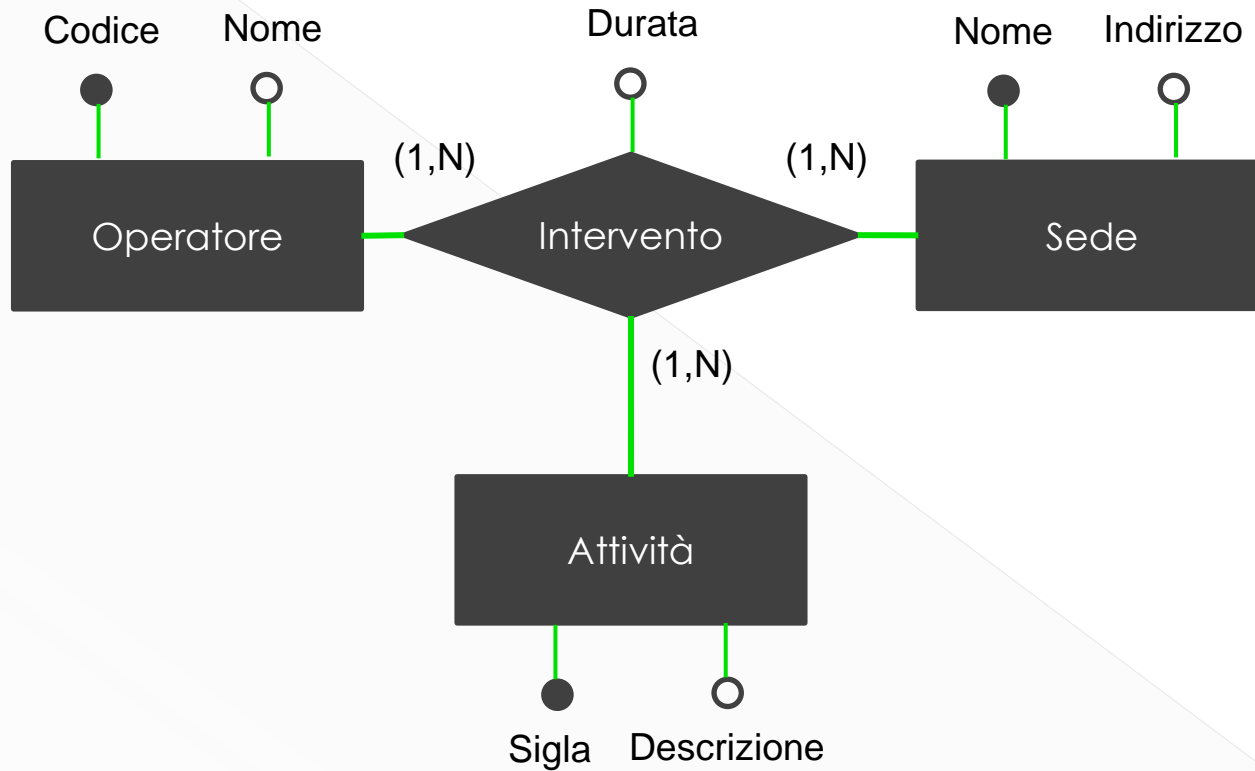 Codice Nome Durata Nome Indirizzo
(1,N) (1,N)
Operatore Intervento Sede
(1,N)
Attività
Sigla Descrizione